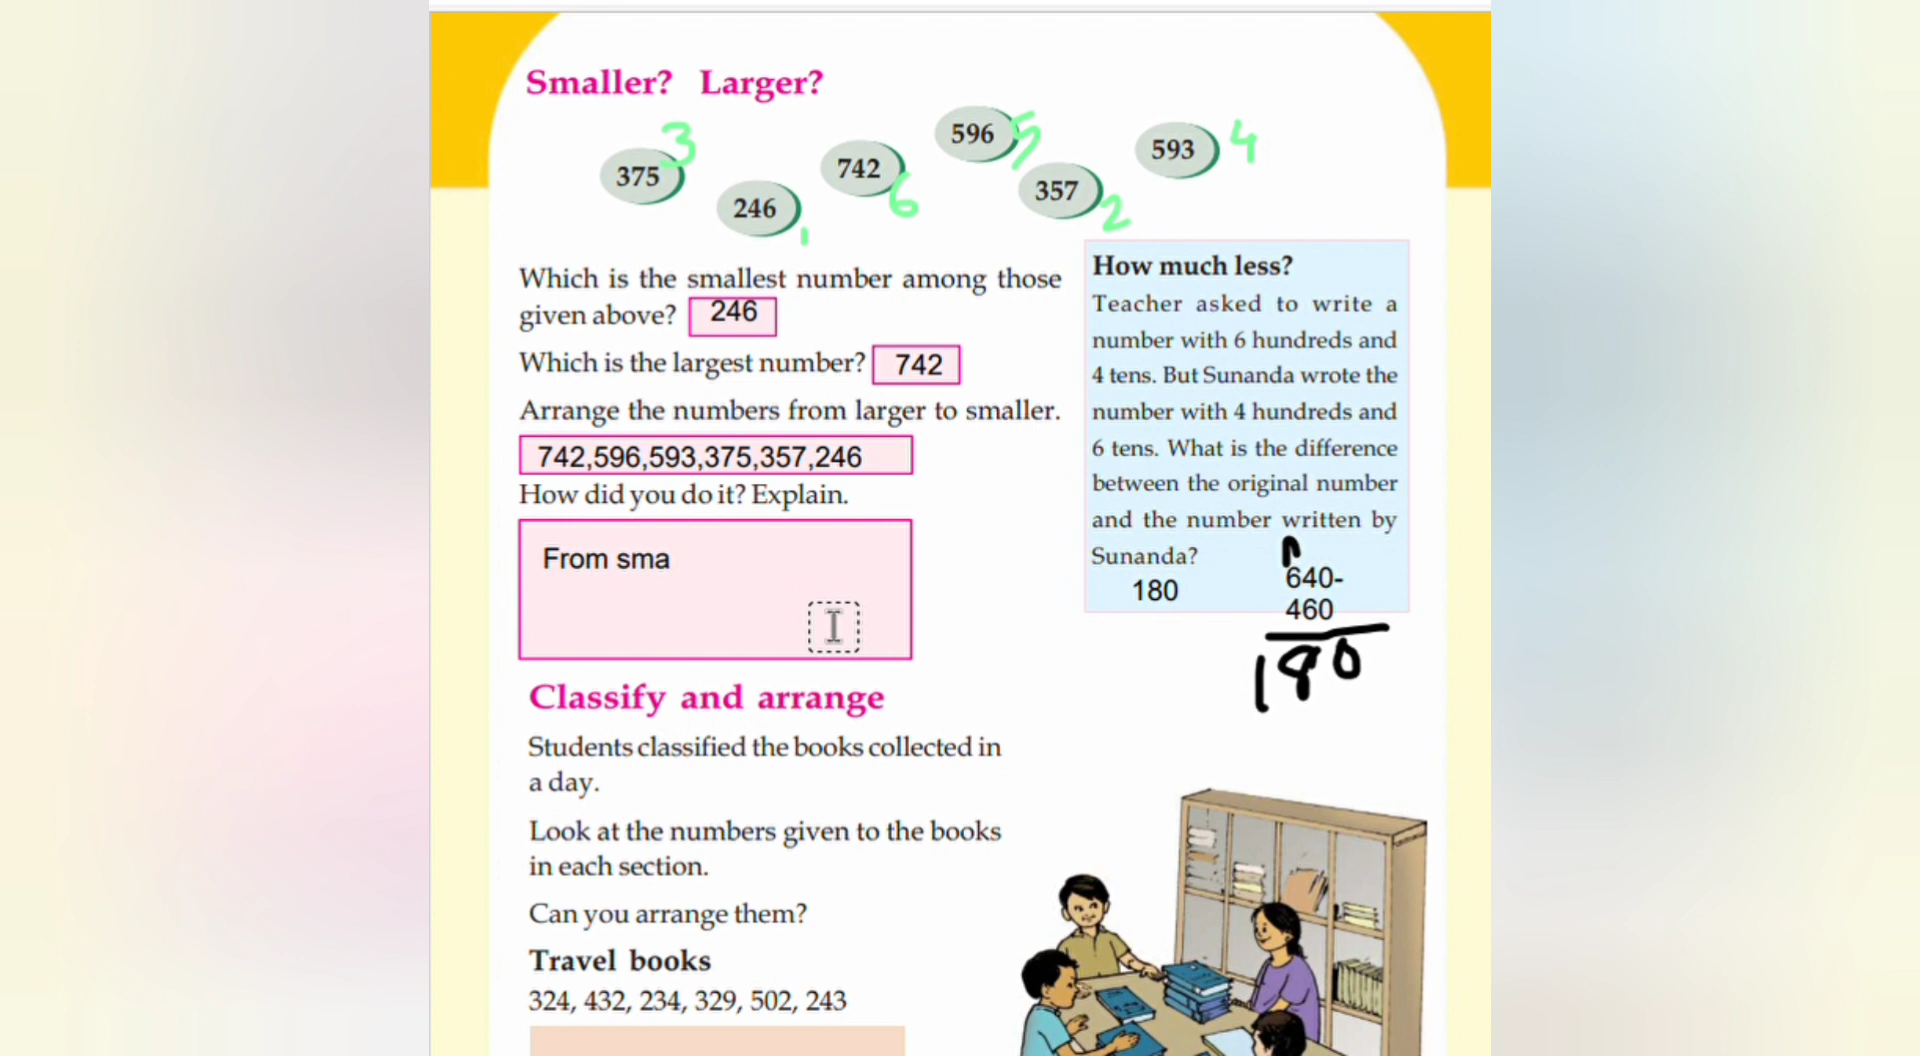 Smaller? Larger?
375 3
246 1
742 6
596 5
357 2
593 4
Which is the smallest number among those
given above? 246
Which is the largest number? 742
Arrange the numbers from larger to smaller.
742,596,593,375,357,246
How did you do it? Explain.
From sma
How much less?
Teacher asked to write a
number with 6 hundreds and
4 tens. But Sunanda wrote the
number with 4 hundreds and
6 tens. What is the difference
between the original number
and the number written by
Sunanda?
180
640-
460
180
Classify and arrange
Students classified the books collected in
a day.
Look at the numbers given to the books
in each section.
Can you arrange them?
Travel books
324, 432, 234, 329, 502, 243